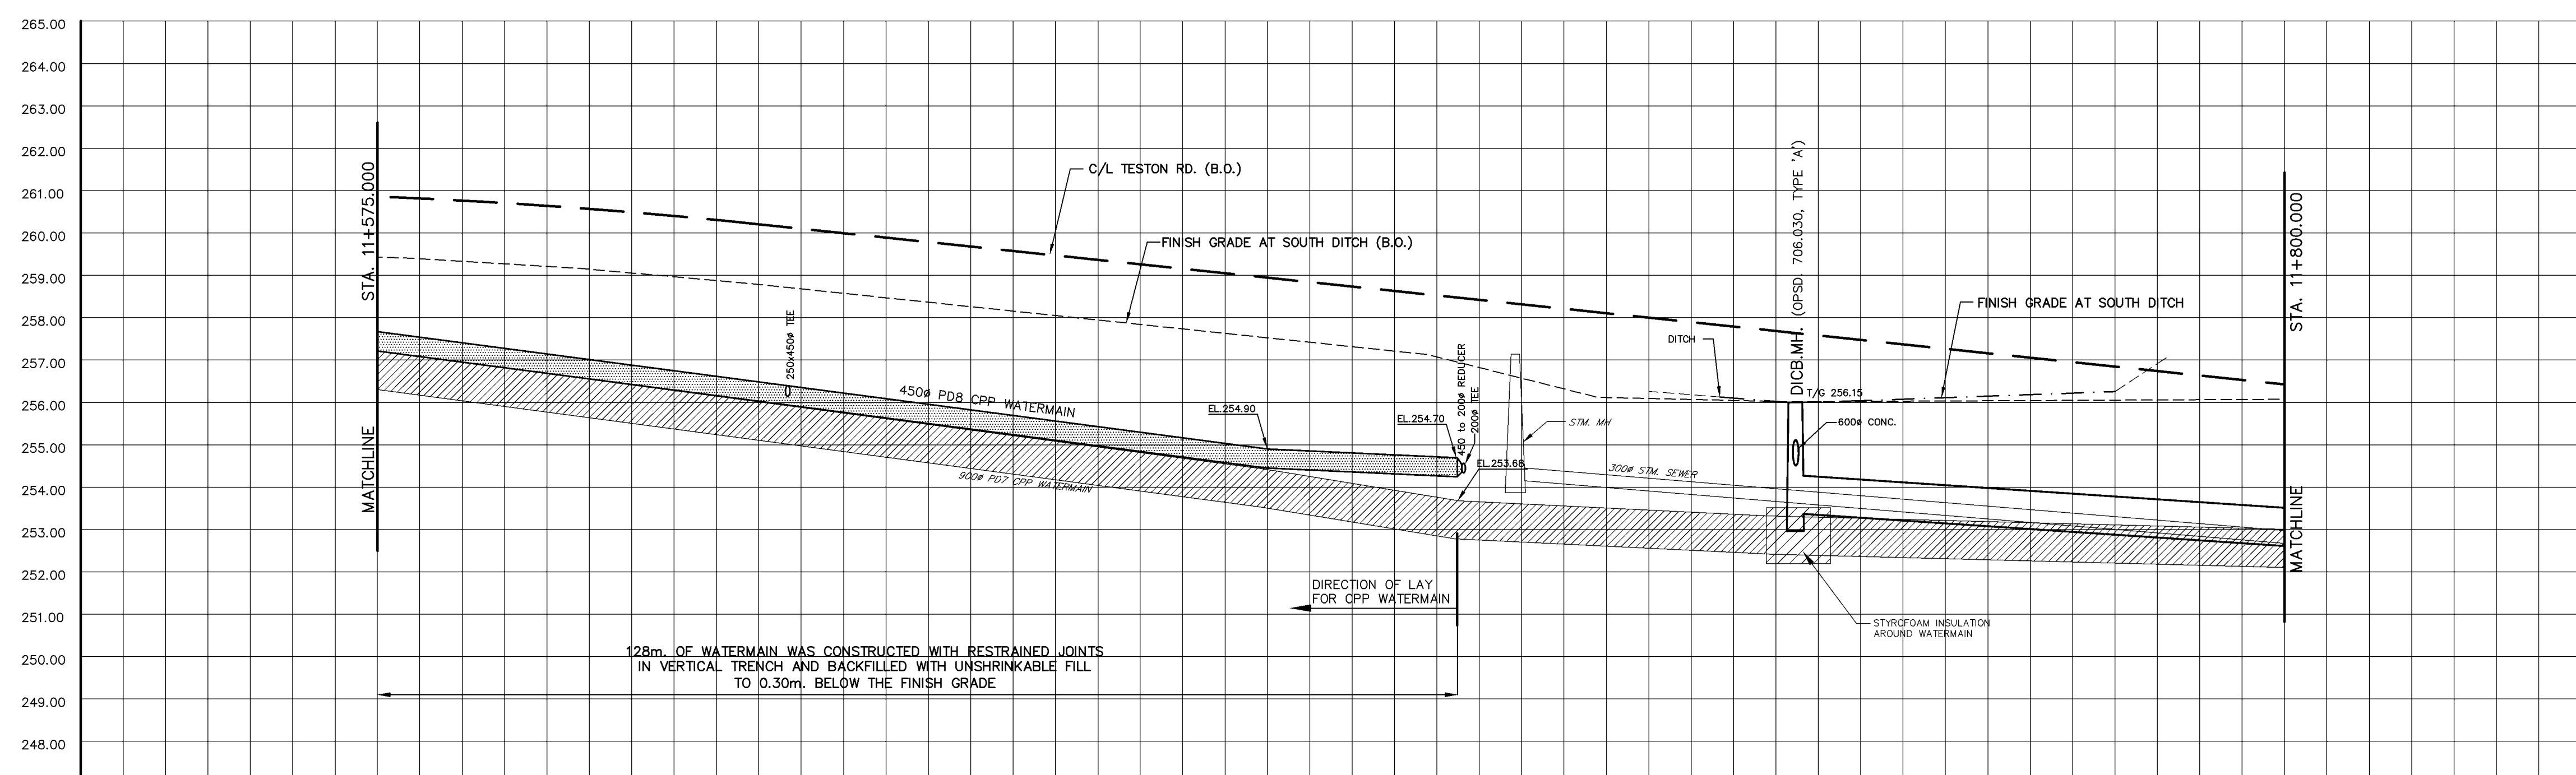 265.00
264.00
263.00
262.00
261.00
260.00
259.00
258.00
257.00
256.00
255.00
254.00
253.00
252.00
251.00
250.00
249.00
248.00
STA. 11+575.000
MATCHLINE
C/L TESTON RD. (B.O.)
FINISH GRADE AT SOUTH DITCH (B.O.)
250x450ø TEE
450ø PD8 CPP WATERMAIN
900ø PD7 CPP WATERMAIN
EL.254.90
EL.254.70
450 to 200ø REDUCER
200ø TEE
EL.253.68
STM. MH
300ø STM. SEWER
DITCH
DICB.MH. (OPSD. 706.030, TYPE 'A')
T/G 256.15
600ø CONC.
FINISH GRADE AT SOUTH DITCH
STA. 11+800.000
MATCHLINE
DIRECTION OF LAY
FOR CPP WATERMAIN
STYROFOAM INSULATION
AROUND WATERMAIN
128m. OF WATERMAIN WAS CONSTRUCTED WITH RESTRAINED JOINTS
IN VERTICAL TRENCH AND BACKFILLED WITH UNSHRINKABLE FILL
TO 0.30m. BELOW THE FINISH GRADE